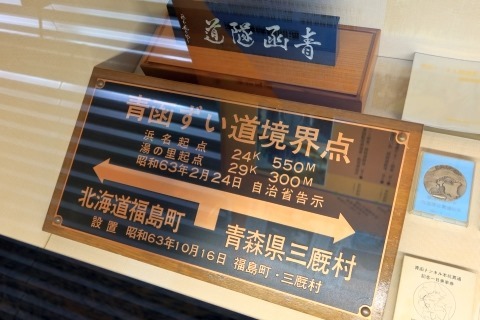 青函隧道
青函ずい道境界点
浜名起点 24K 550M
湯の里起点 29K 300M
昭和63年2月24日 自治省告示
北海道福島町
青森県三厩村
設置 昭和63年10月16日 福島町・三厩村